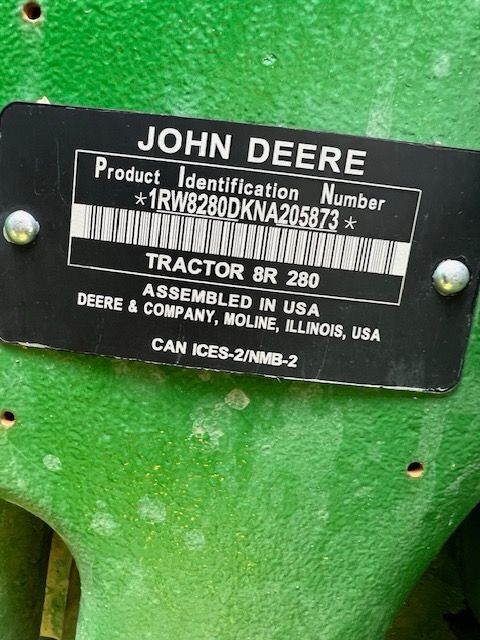 JOHN DEERE
Product Identification Number
*1RW8280DKNA205873*
TRACTOR 8R 280
ASSEMBLED IN USA
DEERE & COMPANY, MOLINE, ILLINOIS, USA
CAN ICES-2/NMB-2